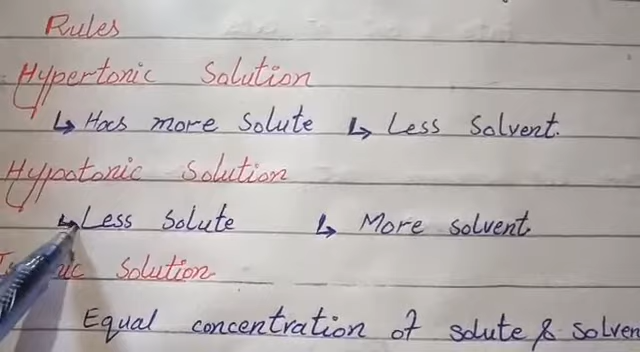 Rules
Hypertonic Solution
↳ Has more Solute ↳ Less Solvent.
Hypotonic Solution
↳ Less Solute ↳ More solvent
Solution
Equal concentration of solute & solven